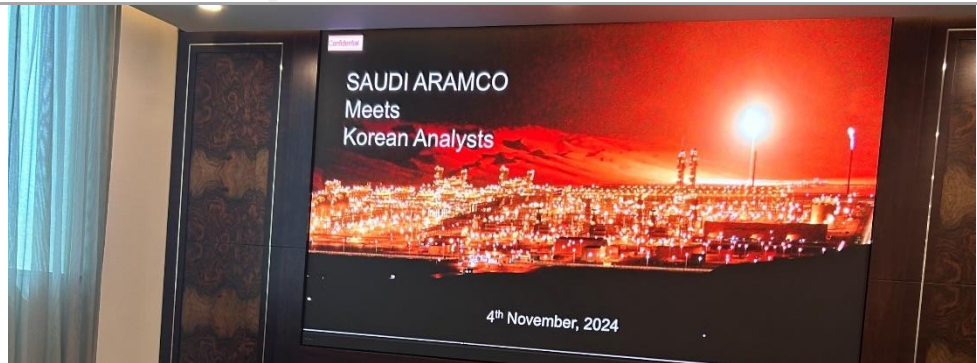 Confidential
SAUDI ARAMCO
Meets
Korean Analysts
4th November, 2024